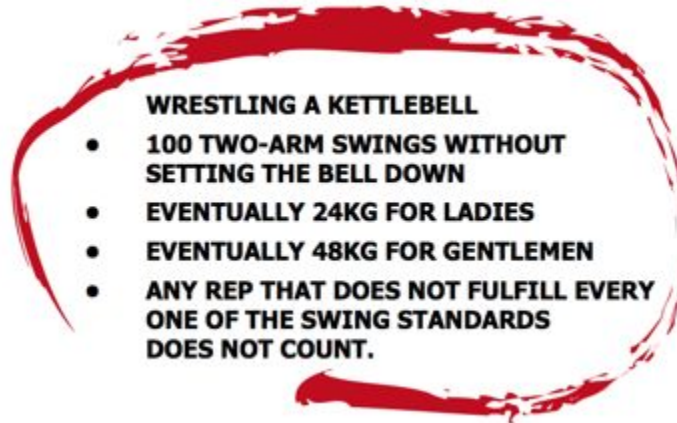 WRESTLING A KETTLEBELL
• 100 TWO-ARM SWINGS WITHOUT
SETTING THE BELL DOWN
• EVENTUALLY 24KG FOR LADIES
• EVENTUALLY 48KG FOR GENTLEMEN
• ANY REP THAT DOES NOT FULFILL EVERY
ONE OF THE SWING STANDARDS
DOES NOT COUNT.